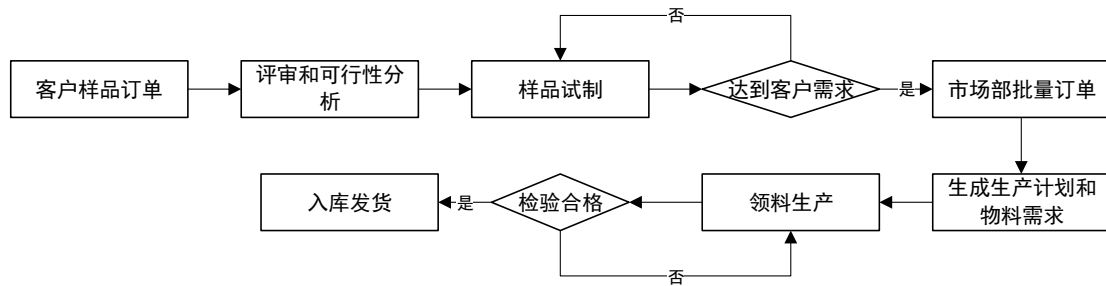 否
客户样品订单
评审和可行性分
析
样品试制
达到客户需求
是
市场部批量订单
生成生产计划和
物料需求
领料生产
检验合格
是
入库发货
否